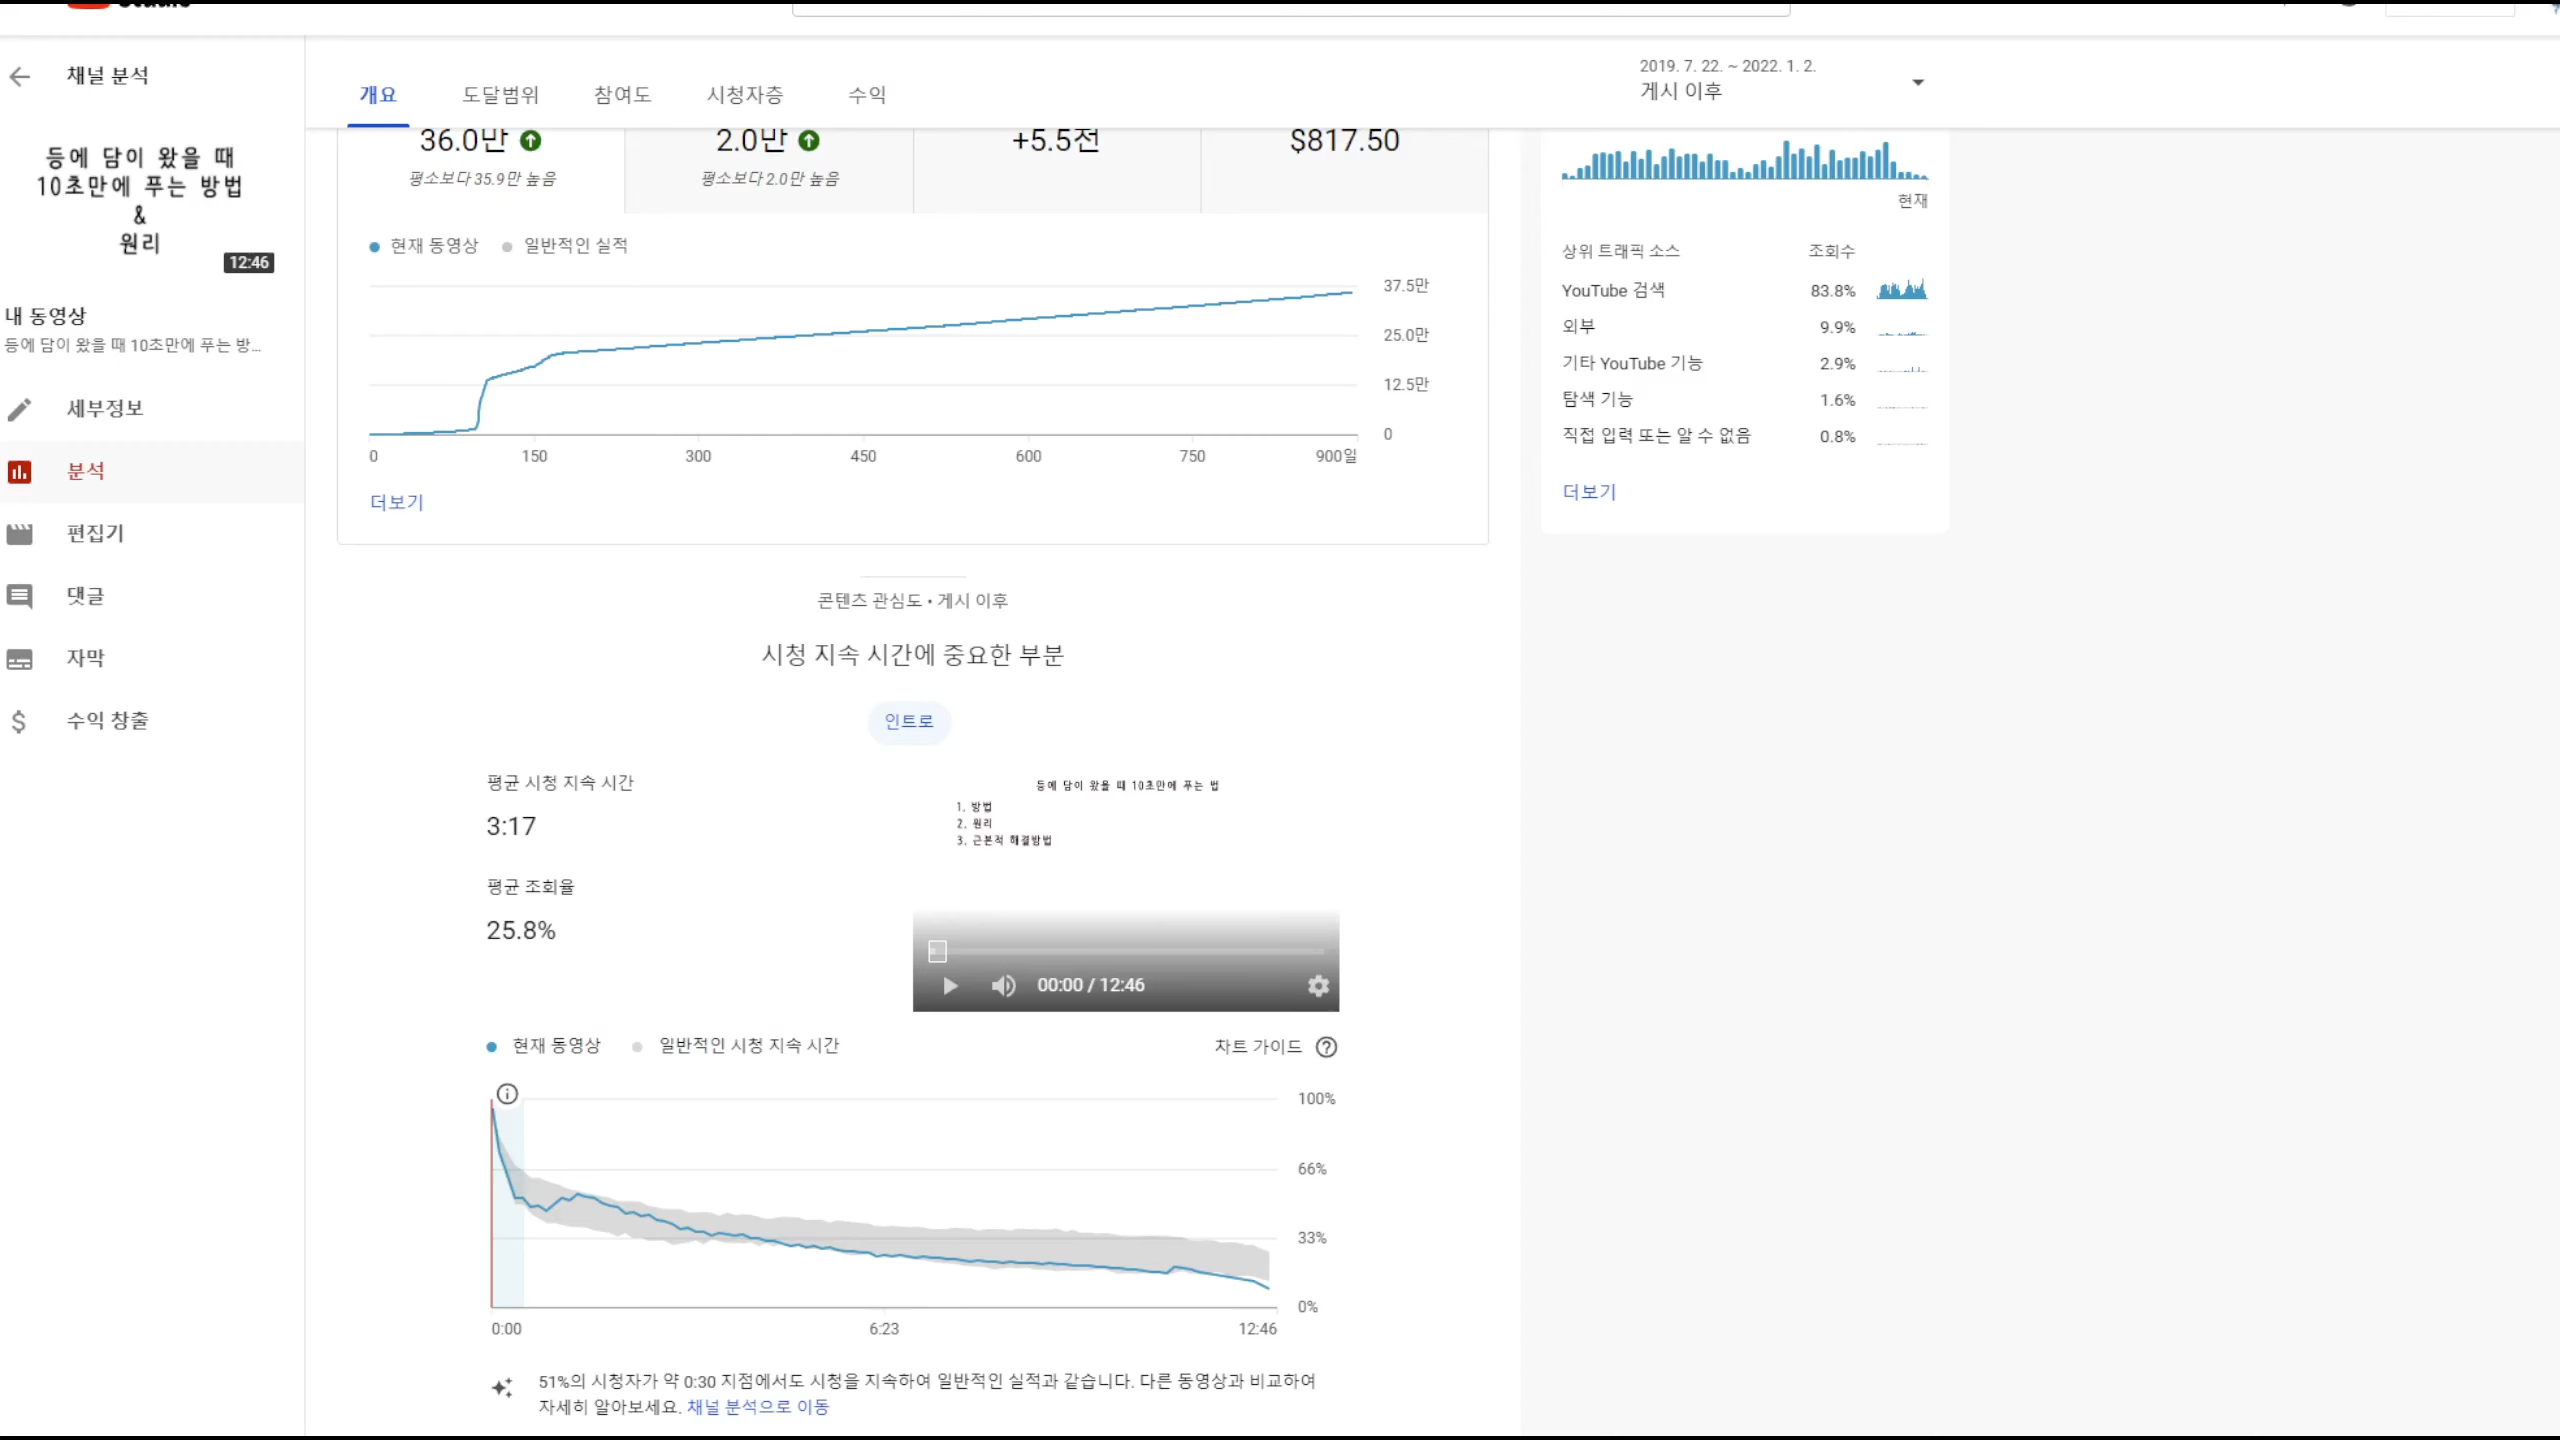 채널 분석
등에 담이 왔을 때
10초만에 푸는 방법
&
원리
12:46
내 동영상
등에 담이 왔을 때 10초만에 푸는 방...
세부정보
분석
편집기
댓글
자막
수익 창출
개요 도달범위 참여도 시청자층 수익
2019. 7. 22. ~ 2022. 1. 2.
게시 이후
36.0만 2.0만 +5.5천 $817.50
평소보다 35.9만 높음 평소보다 2.0만 높음
현재 동영상 일반적인 실적
37.5만
25.0만
12.5만
0
0 150 300 450 600 750 900일
더보기
콘텐츠 관심도 • 게시 이후
시청 지속 시간에 중요한 부분
인트로
평균 시청 지속 시간
3:17
평균 조회율
25.8%
등에 담이 왔을 때 10초만에 푸는 법
1. 방법
2. 원리
3. 근본적 해결방법
00:00 / 12:46
현재 동영상 일반적인 시청 지속 시간 차트 가이드
100%
66%
33%
0%
0:00 6:23 12:46
51%의 시청자가 약 0:30 지점에서도 시청을 지속하여 일반적인 실적과 같습니다. 다른 동영상과 비교하여
자세히 알아보세요. 채널 분석으로 이동
현재
상위 트래픽 소스 조회수
YouTube 검색 83.8%
외부 9.9%
기타 YouTube 기능 2.9%
탐색 기능 1.6%
직접 입력 또는 알 수 없음 0.8%
더보기